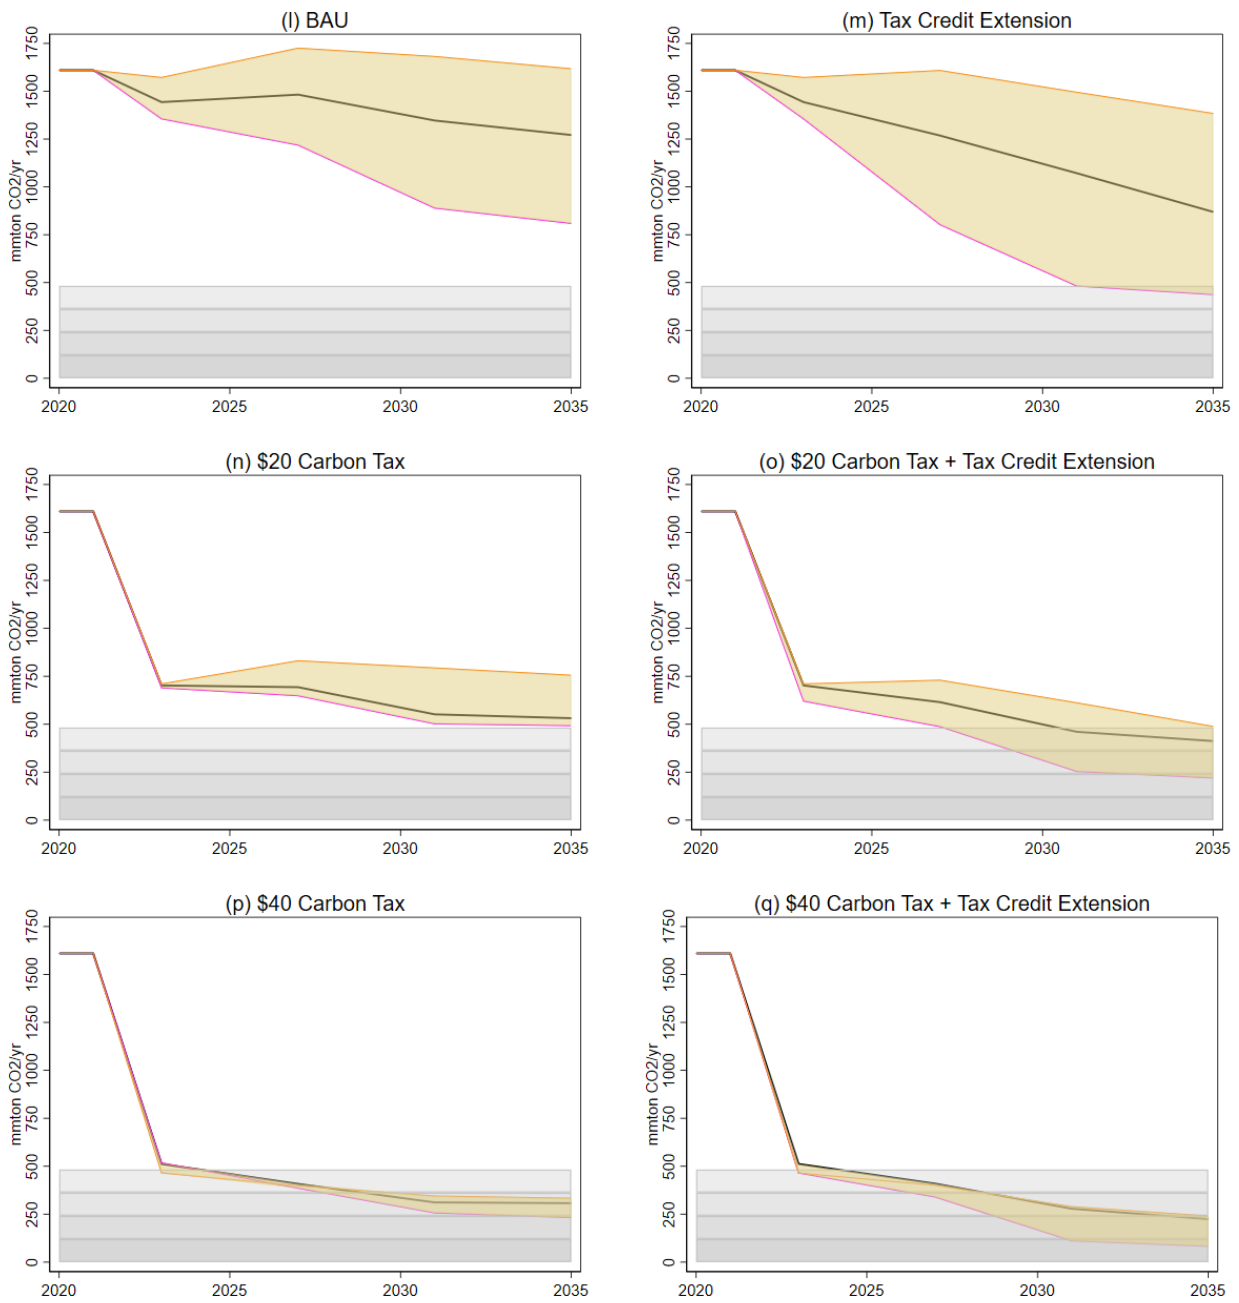 (l) BAU
mmton CO2/yr
1750
1500
1250
1000
750
500
250
0
2020 2025 2030 2035
(m) Tax Credit Extension
mmton CO2/yr
1750
1500
1250
1000
750
500
250
0
2020 2025 2030 2035
(n) $20 Carbon Tax
mmton CO2/yr
1750
1500
1250
1000
750
500
250
0
2020 2025 2030 2035
(o) $20 Carbon Tax + Tax Credit Extension
mmton CO2/yr
1750
1500
1250
1000
750
500
250
0
2020 2025 2030 2035
(p) $40 Carbon Tax
mmton CO2/yr
1750
1500
1250
1000
750
500
250
0
2020 2025 2030 2035
(q) $40 Carbon Tax + Tax Credit Extension
mmton CO2/yr
1750
1500
1250
1000
750
500
250
0
2020 2025 2030 2035